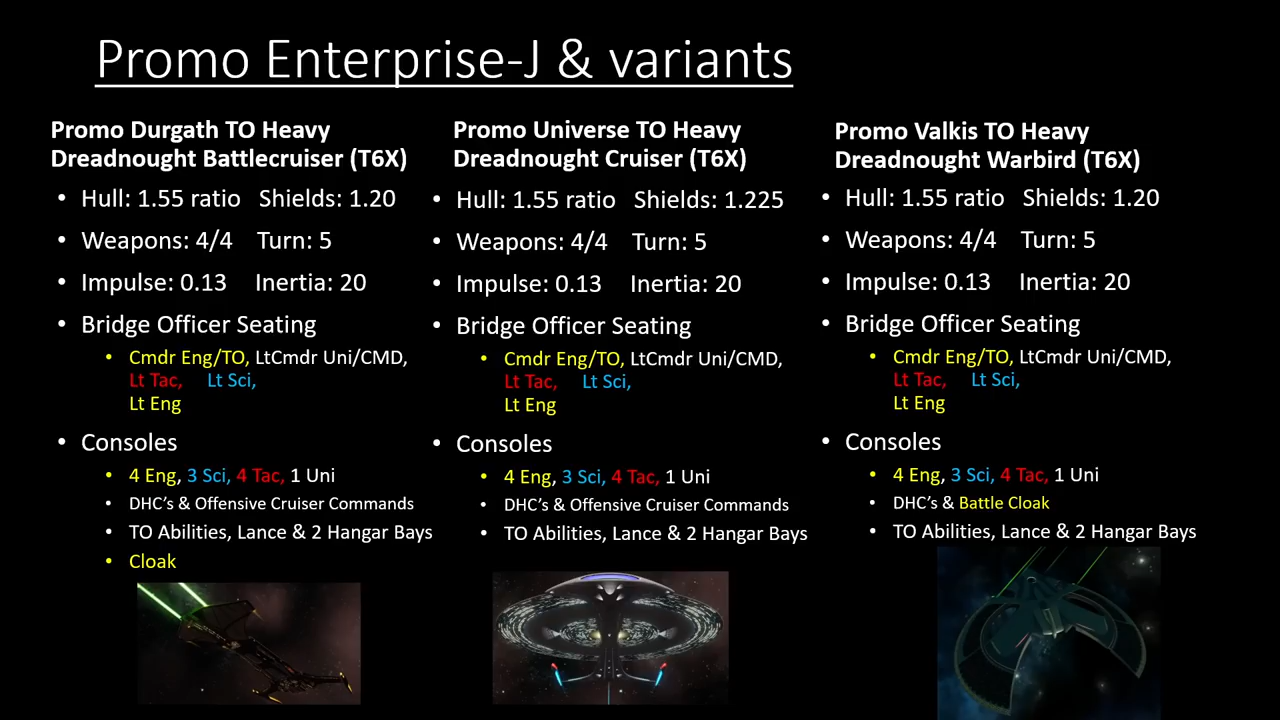 Promo Enterprise-J & variants
Promo Durgath TO Heavy
Dreadnought Battlecruiser (T6X)
• Hull: 1.55 ratio Shields: 1.20
• Weapons: 4/4 Turn: 5
• Impulse: 0.13 Inertia: 20
• Bridge Officer Seating
• Cmdr Eng/TO, LtCmdr Uni/CMD,
Lt Tac, Lt Sci,
Lt Eng
• Consoles
• 4 Eng, 3 Sci, 4 Tac, 1 Uni
• DHC’s & Offensive Cruiser Commands
• TO Abilities, Lance & 2 Hangar Bays
• Cloak
Promo Universe TO Heavy
Dreadnought Cruiser (T6X)
• Hull: 1.55 ratio Shields: 1.225
• Weapons: 4/4 Turn: 5
• Impulse: 0.13 Inertia: 20
• Bridge Officer Seating
• Cmdr Eng/TO, LtCmdr Uni/CMD,
Lt Tac, Lt Sci,
Lt Eng
• Consoles
• 4 Eng, 3 Sci, 4 Tac, 1 Uni
• DHC’s & Offensive Cruiser Commands
• TO Abilities, Lance & 2 Hangar Bays
Promo Valkis TO Heavy
Dreadnought Warbird (T6X)
• Hull: 1.55 ratio Shields: 1.20
• Weapons: 4/4 Turn: 5
• Impulse: 0.13 Inertia: 20
• Bridge Officer Seating
• Cmdr Eng/TO, LtCmdr Uni/CMD,
Lt Tac, Lt Sci,
Lt Eng
• Consoles
• 4 Eng, 3 Sci, 4 Tac, 1 Uni
• DHC’s & Battle Cloak
• TO Abilities, Lance & 2 Hangar Bays